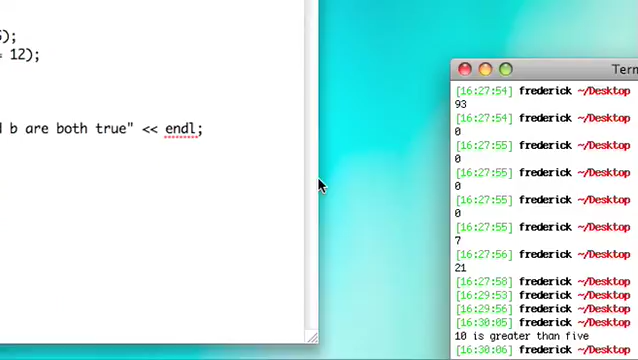 );
= 12);
d b are both true" << endl;
Term
[16:27:54] frederick ~/Desktop
93
[16:27:54] frederick ~/Desktop
0
[16:27:55] frederick ~/Desktop
0
[16:27:55] frederick ~/Desktop
0
[16:27:55] frederick ~/Desktop
0
[16:27:55] frederick ~/Desktop
7
[16:27:56] frederick ~/Desktop
21
[16:27:58] frederick ~/Desktop
[16:29:53] frederick ~/Desktop
[16:29:56] frederick ~/Desktop
[16:30:05] frederick ~/Desktop
10 is greater than five
[16:30:06] frederick ~/Desktop